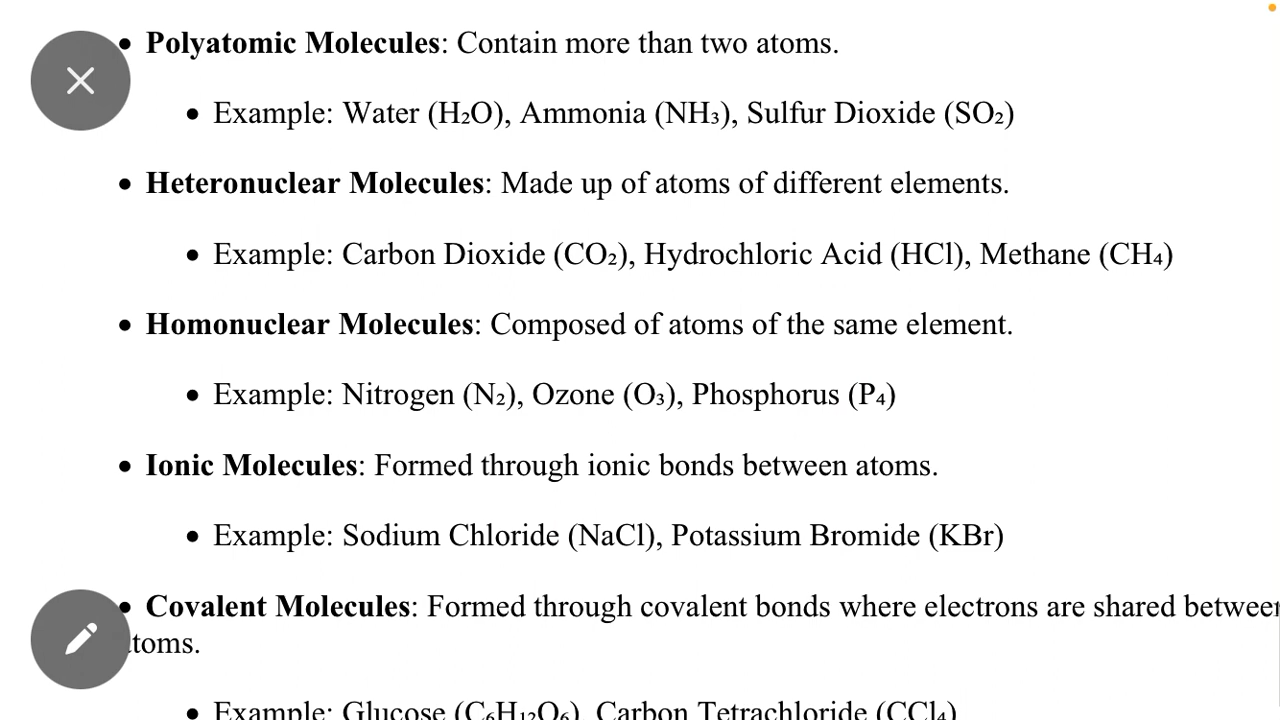 • Polyatomic Molecules: Contain more than two atoms.
• Example: Water (H₂O), Ammonia (NH₃), Sulfur Dioxide (SO₂)
• Heteronuclear Molecules: Made up of atoms of different elements.
• Example: Carbon Dioxide (CO₂), Hydrochloric Acid (HCl), Methane (CH₄)
• Homonuclear Molecules: Composed of atoms of the same element.
• Example: Nitrogen (N₂), Ozone (O₃), Phosphorus (P₄)
• Ionic Molecules: Formed through ionic bonds between atoms.
• Example: Sodium Chloride (NaCl), Potassium Bromide (KBr)
• Covalent Molecules: Formed through covalent bonds where electrons are shared between
toms.
• Example: Glucose (C₆H₁₂O₆), Carbon Tetrachloride (CCl₄)